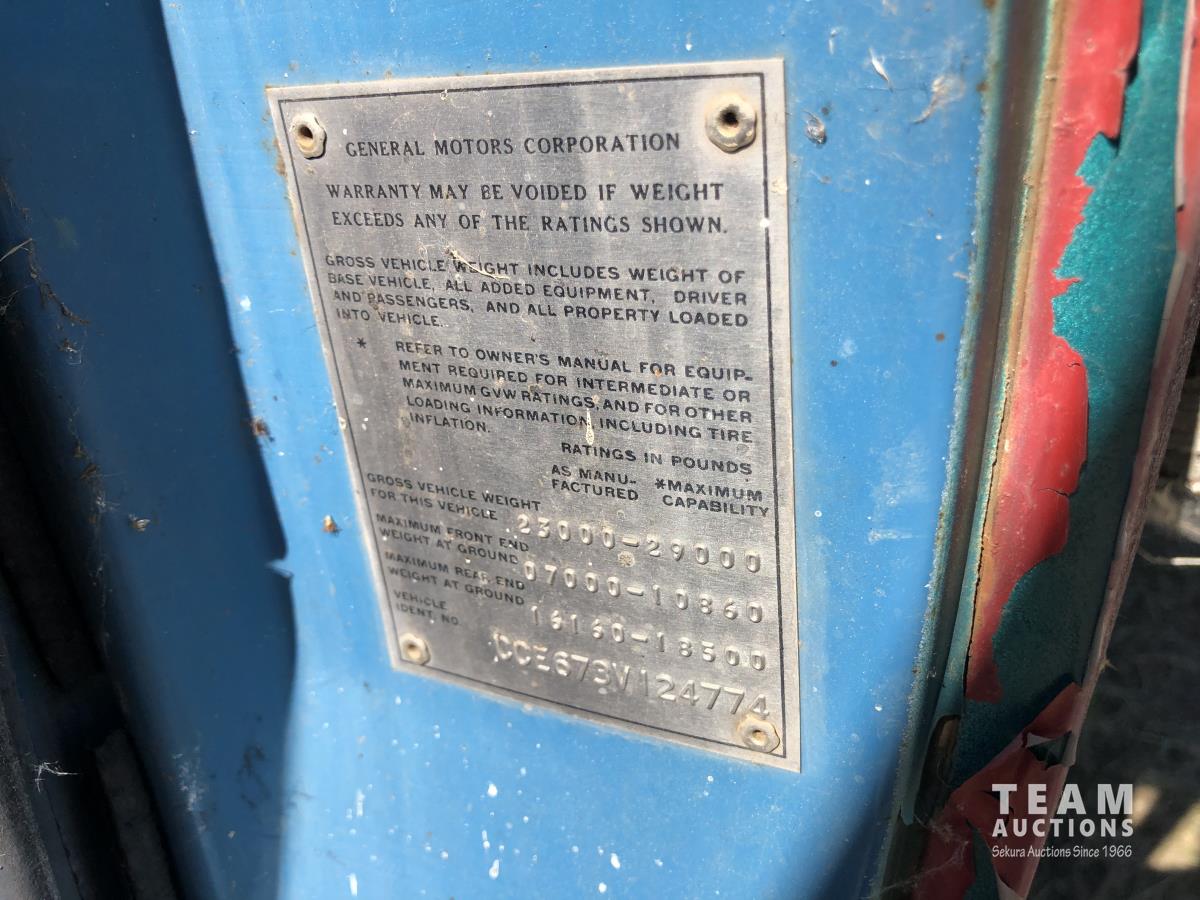 GENERAL MOTORS CORPORATION
WARRANTY MAY BE VOIDED IF WEIGHT
EXCEEDS ANY OF THE RATINGS SHOWN.
GROSS VEHICLE WEIGHT INCLUDES WEIGHT OF
BASE VEHICLE, ALL ADDED EQUIPMENT, DRIVER
AND PASSENGERS, AND ALL PROPERTY LOADED
INTO VEHICLE.
* REFER TO OWNER'S MANUAL FOR EQUIP-
MENT REQUIRED FOR INTERMEDIATE OR
MAXIMUM GVW RATINGS, AND FOR OTHER
LOADING INFORMATION, INCLUDING TIRE
INFLATION.
RATINGS IN POUNDS
AS MANU- *MAXIMUM
FACTURED CAPABILITY
GROSS VEHICLE WEIGHT
FOR THIS VEHICLE 23000-29000
MAXIMUM FRONT END
WEIGHT AT GROUND 07000-10860
MAXIMUM REAR END
WEIGHT AT GROUND 16160-18500
VEHICLE
IDENT. NO. CCE673V124774
TEAM
AUCTIONS
Sekura Auctions Since 1966